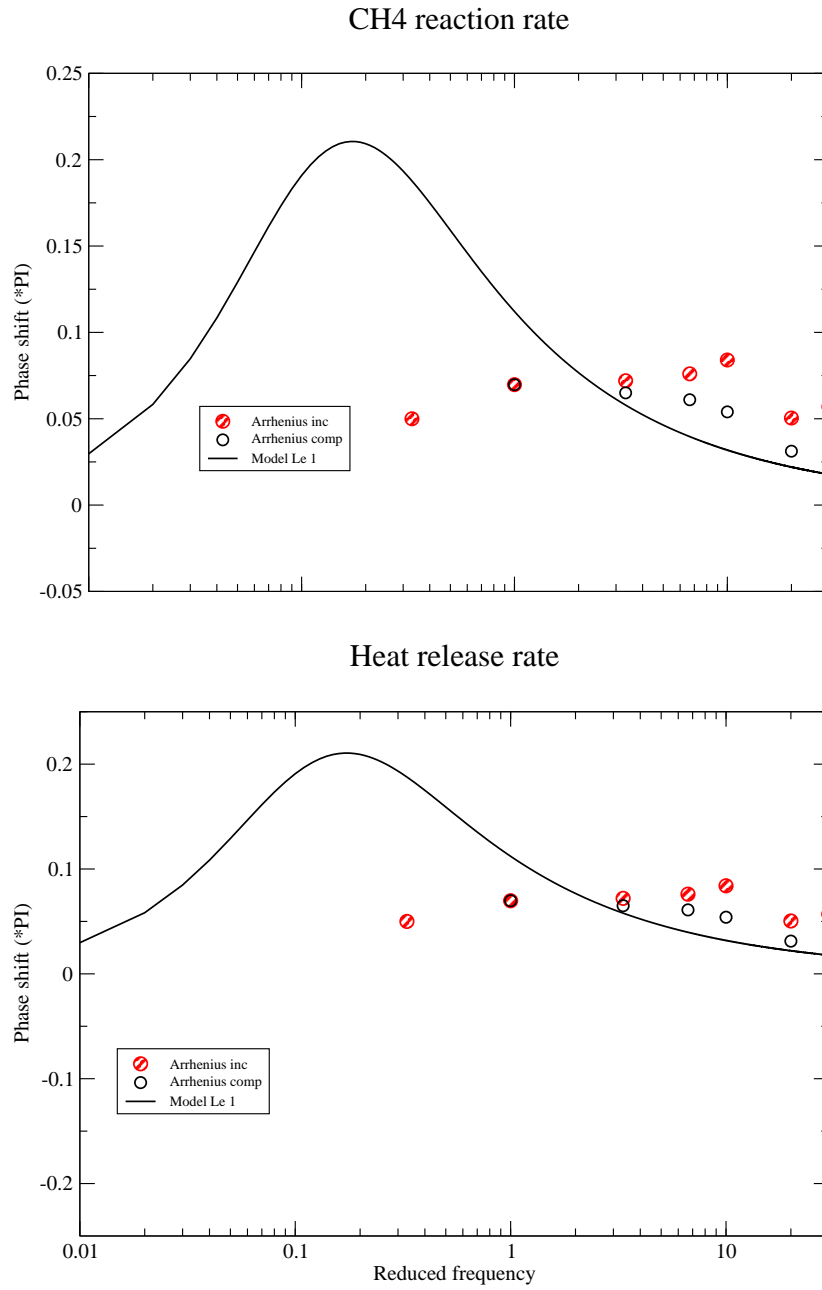 CH4 reaction rate
0.25
0.2
0.15
0.1
0.05
0
-0.05
Phase shift (*PI)
Arrhenius inc
Arrhenius comp
Model Le 1
Heat release rate
0.2
0.1
0
-0.1
-0.2
Phase shift (*PI)
Arrhenius inc
Arrhenius comp
Model Le 1
0.01 0.1 1 10
Reduced frequency